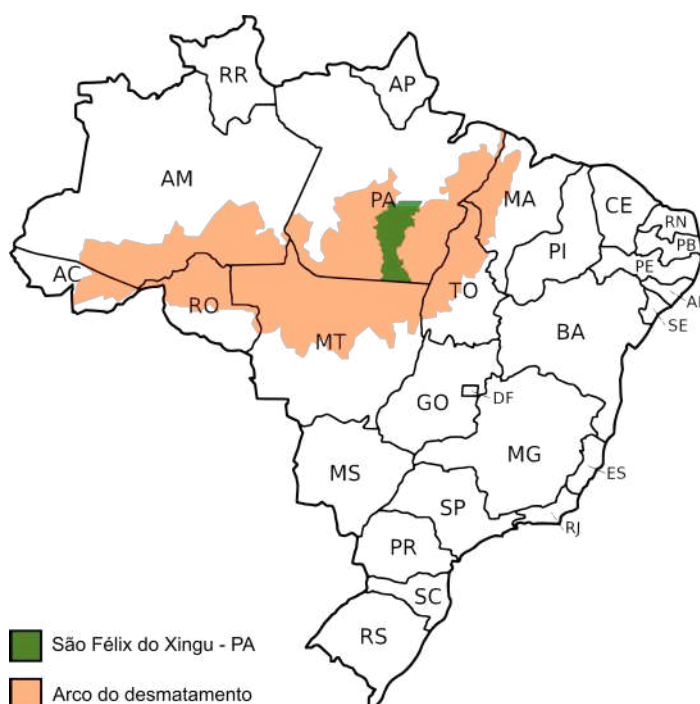 RR
AP
AM
PA
MA
CE
RN
PB
PI
PE
AC
TO
RO
SE
BA
MT
GO
DF
MG
ES
MS
SP
RJ
PR
SC
RS
São Félix do Xingu - PA
Arco do desmatamento